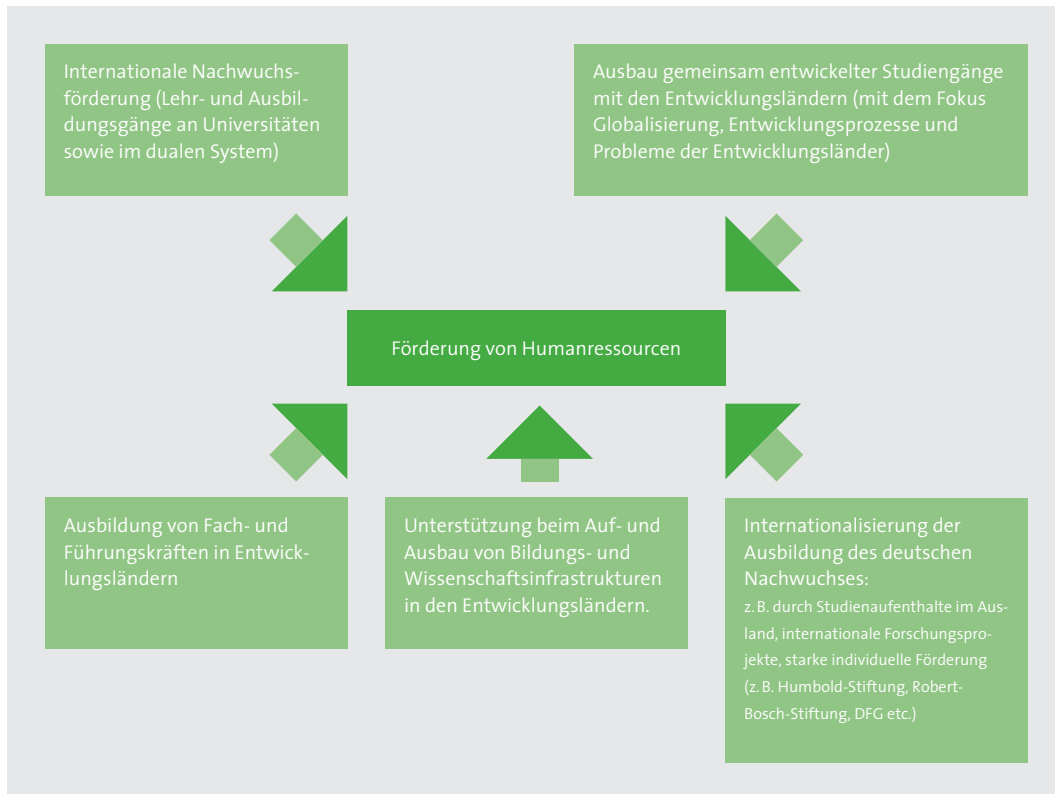 Internationale Nachwuchs-
förderung (Lehr- und Ausbil-
dungsgänge an Universitäten
sowie im dualen System)
Ausbau gemeinsam entwickelter Studiengänge
mit den Entwicklungsländern (mit dem Fokus
Globalisierung, Entwicklungsprozesse und
Probleme der Entwicklungsländer)
Förderung von Humanressourcen
Ausbildung von Fach- und
Führungskräften in Entwick-
lungsländern
Unterstützung beim Auf- und
Ausbau von Bildungs- und
Wissenschaftsinfrastrukturen
in den Entwicklungsländern.
Internationalisierung der
Ausbildung des deutschen
Nachwuchses:
z. B. durch Studienaufenthalte im Aus-
land, internationale Forschungspro-
jekte, starke individuelle Förderung
(z. B. Humbold-Stiftung, Robert-
Bosch-Stiftung, DFG etc.)